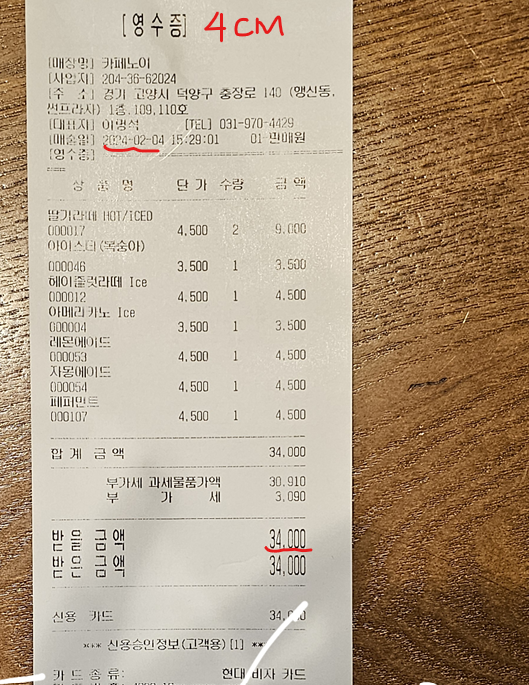 [영수증] 4CM
[매장명] 카페노이
[사업자] 204-36-62024
[주 소] 경기 고양시 덕양구 충장로 140 (행신동,
썬프라자) 1층.109,110호
[대표자] [TEL] 031-970-4429
[매출일] 2024-02-04 15:29:01 01 판매원
[영수증]
상 품 명 단 가 수량 금 액
HOT/ICED
000017 4,500 2 9,000
아이스티(복숭아)
000046 3,500 1 3,500
헤이즐럿라떼 Ice
000012 4,500 1 4,500
아메리카노 Ice
000004 3,500 1 3,500
레몬에이드
000053 4,500 1 4,500
자몽에이드
000054 4,500 1 4,500
페퍼민트
000107 4,500 1 4,500
합 계 금 액 34,000
부가세 과세물품가액 30,910
부 가 세 3,090
받 을 금 액 34,000
받 은 금 액 34,000
신용 카드
*** 신용승인정보(고객용) [1]
카 드 종 류: 현대 비자 카드